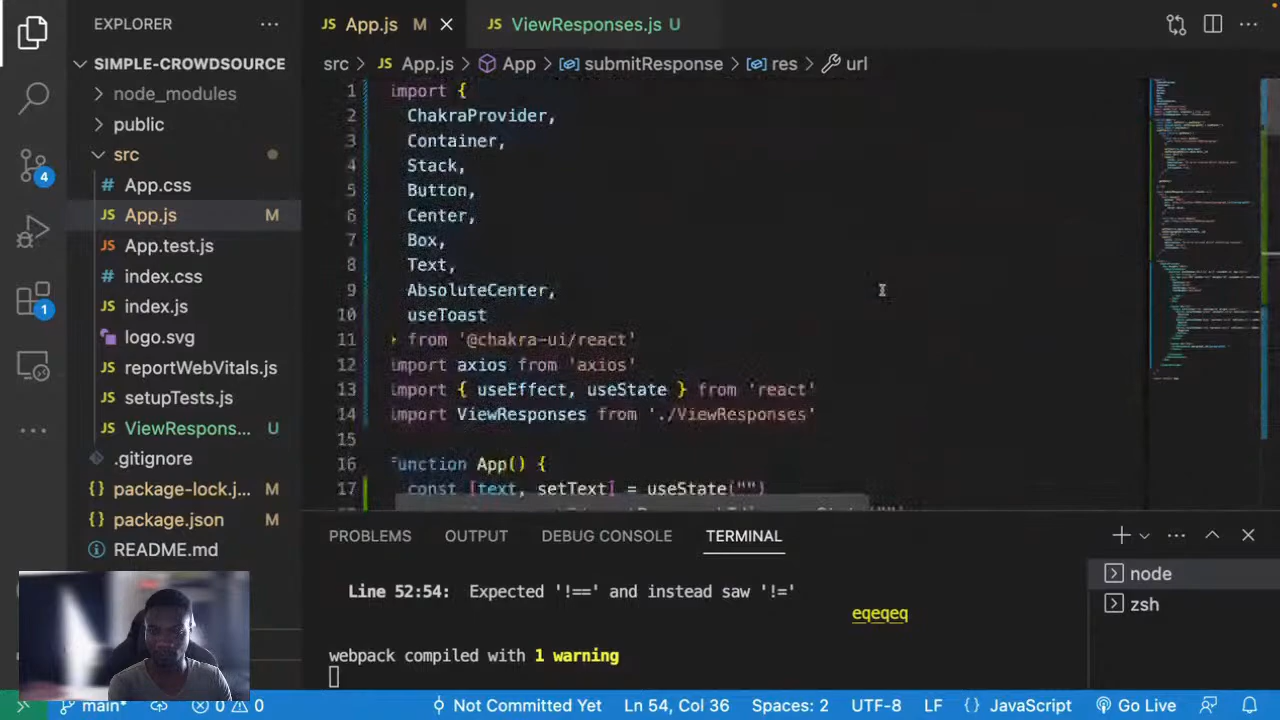 EXPLORER
SIMPLE-CROWDSOURCE
node_modules
public
src
App.css
App.js M
App.test.js
index.css
index.js
logo.svg
reportWebVitals.js
setupTests.js
ViewRespons... U
.gitignore
package-lock.j... M
package.json M
README.md
4
1
JS App.js M
JS ViewResponses.js U
src > JS App.js > App > submitResponse > res > url
1 import {
2 ChakraProvider,
3 Container,
4 Stack,
5 Button,
6 Center,
7 Box,
8 Text,
9 AbsoluteCenter,
10 useToast
11 } from '@chakra-ui/react'
12 import axios from 'axios'
13 import { useEffect, useState } from 'react'
14 import ViewResponses from './ViewResponses'
15
16 function App() {
17 const [text, setText] = useState("")
PROBLEMS OUTPUT DEBUG CONSOLE TERMINAL
Line 52:54: Expected '!==' and instead saw '!='
eqeqeq
webpack compiled with 1 warning
node
zsh
main* 0 0 Not Committed Yet Ln 54, Col 36 Spaces: 2 UTF-8 LF {} JavaScript Go Live